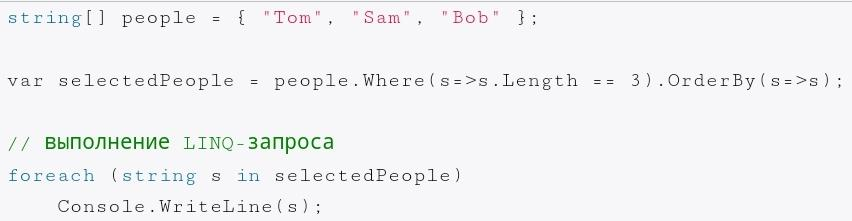 string[] people = { "Tom", "Sam", "Bob" };
var selectedPeople = people.Where(s=>s.Length == 3).OrderBy(s=>s);
// выполнение LINQ-запроса
foreach (string s in selectedPeople)
    Console.WriteLine(s);